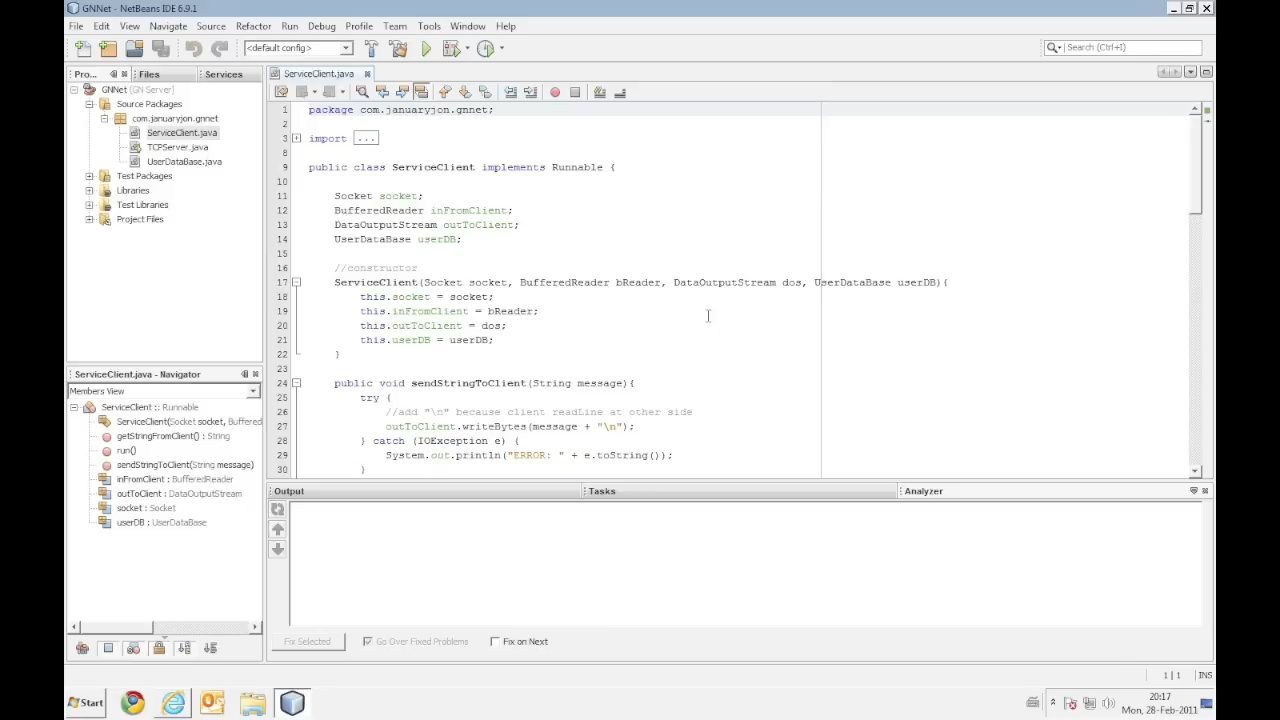 GNNet - NetBeans IDE 6.9.1
File Edit View Navigate Source Refactor Run Debug Profile Team Tools Window Help
<default config>
Search (Ctrl+I)
Pro... Files Services
GNNet [GN Server]
Source Packages
com.januaryjon.gnnet
ServiceClient.java
TCPServer.java
UserDataBase.java
Test Packages
Libraries
Test Libraries
Project Files
ServiceClient.java - Navigator
Members View
ServiceClient :: Runnable
ServiceClient(Socket socket, Buffered
getStringFromClient() : String
run()
sendStringToClient(String message)
inFromClient : BufferedReader
outToClient : DataOutputStream
socket : Socket
userDB : UserDataBase
ServiceClient.java
1 package com.januaryjon.gnnet;
2
3 import ...
8
9 public class ServiceClient implements Runnable {
10
11 Socket socket;
12 BufferedReader inFromClient;
13 DataOutputStream outToClient;
14 UserDataBase userDB;
15
16 //constructor
17 ServiceClient(Socket socket, BufferedReader bReader, DataOutputStream dos, UserDataBase userDB){
18 this.socket = socket;
19 this.inFromClient = bReader;
20 this.outToClient = dos;
21 this.userDB = userDB;
22 }
23
24 public void sendStringToClient(String message){
25 try {
26 //add "\n" because client readLine at other side
27 outToClient.writeBytes(message + "\n");
28 } catch (IOException e) {
29 System.out.println("ERROR: " + e.toString());
30 }
Output Tasks Analyzer
Fix Selected Go Over Fixed Problems Fix on Next
1|1 INS
Start
20:17
Mon, 28-Feb-2011